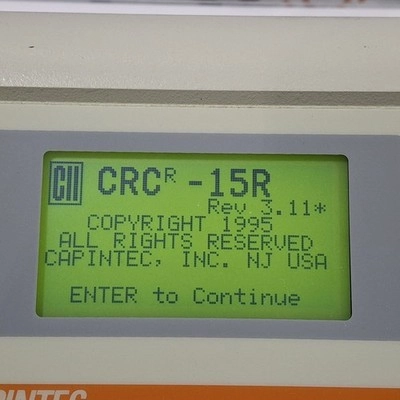 CII CRCᴿ -15R
Rev 3.11*
COPYRIGHT 1995
ALL RIGHTS RESERVED
CAPINTEC, INC. NJ USA
ENTER to Continue